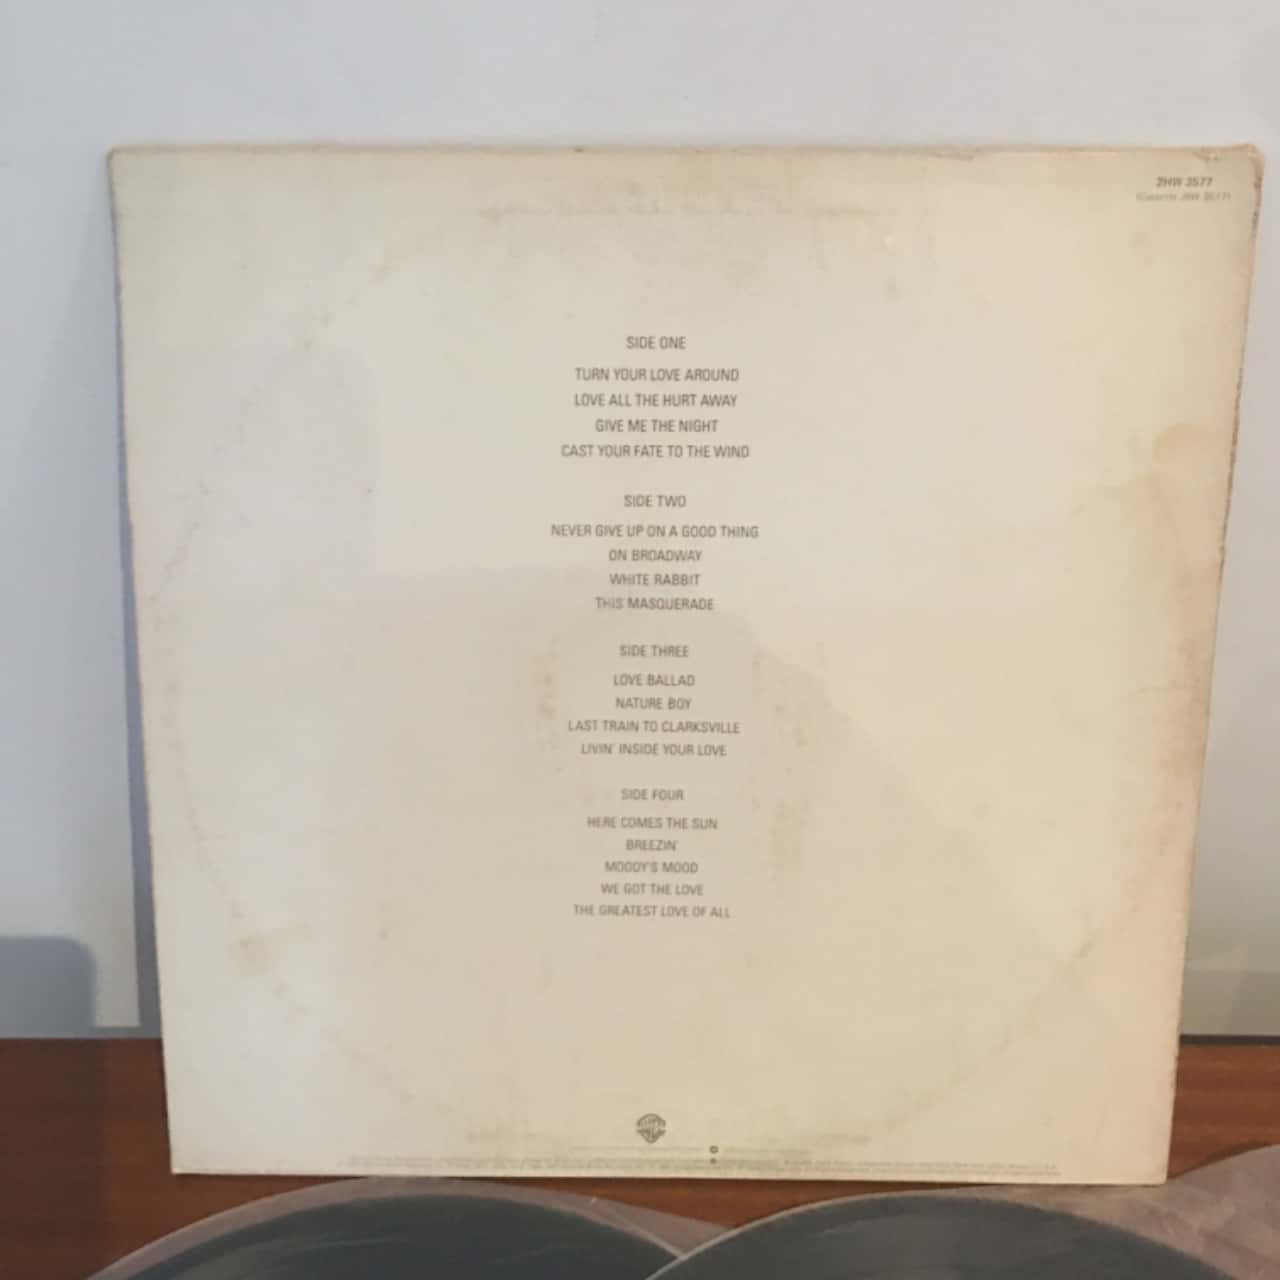 2HW 3577
SIDE ONE
TURN YOUR LOVE AROUND
LOVE ALL THE HURT AWAY
GIVE ME THE NIGHT
CAST YOUR FATE TO THE WIND
SIDE TWO
NEVER GIVE UP ON A GOOD THING
ON BROADWAY
WHITE RABBIT
THIS MASQUERADE
SIDE THREE
LOVE BALLAD
NATURE BOY
LAST TRAIN TO CLARKSVILLE
LIVIN' INSIDE YOUR LOVE
SIDE FOUR
HERE COMES THE SUN
BREEZIN'
MOODY'S MOOD
WE GOT THE LOVE
THE GREATEST LOVE OF ALL